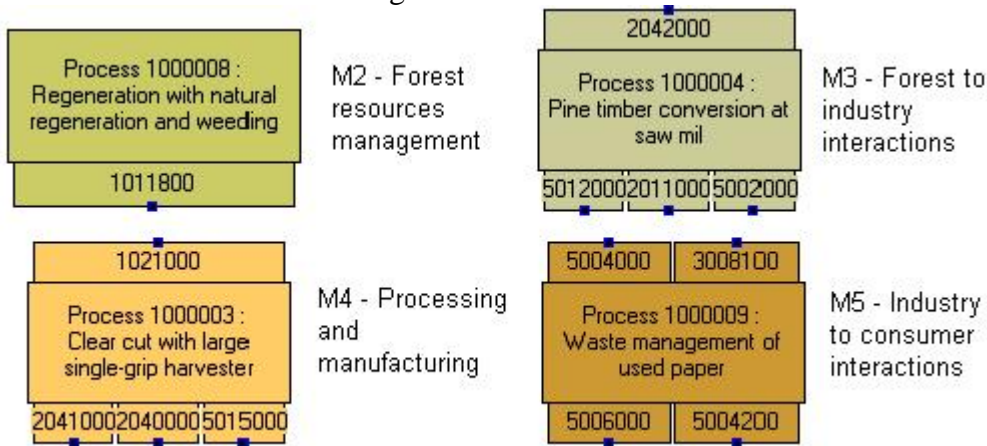 Process 1000008 :
Regeneration with natural
regeneration and weeding
1011800
M2 - Forest
resources
management
2042000
Process 1000004 :
Pine timber conversion at
saw mil
5012000 2011000 5002000
M3 - Forest to
industry
interactions
1021000
Process 1000003 :
Clear cut with large
single-grip harvester
2041000 2040000 5015000
M4 - Processing
and
manufacturing
5004000 3008100
Process 1000009 :
Waste management of
used paper
5006000 5004200
M5 - Industry
to consumer
interactions